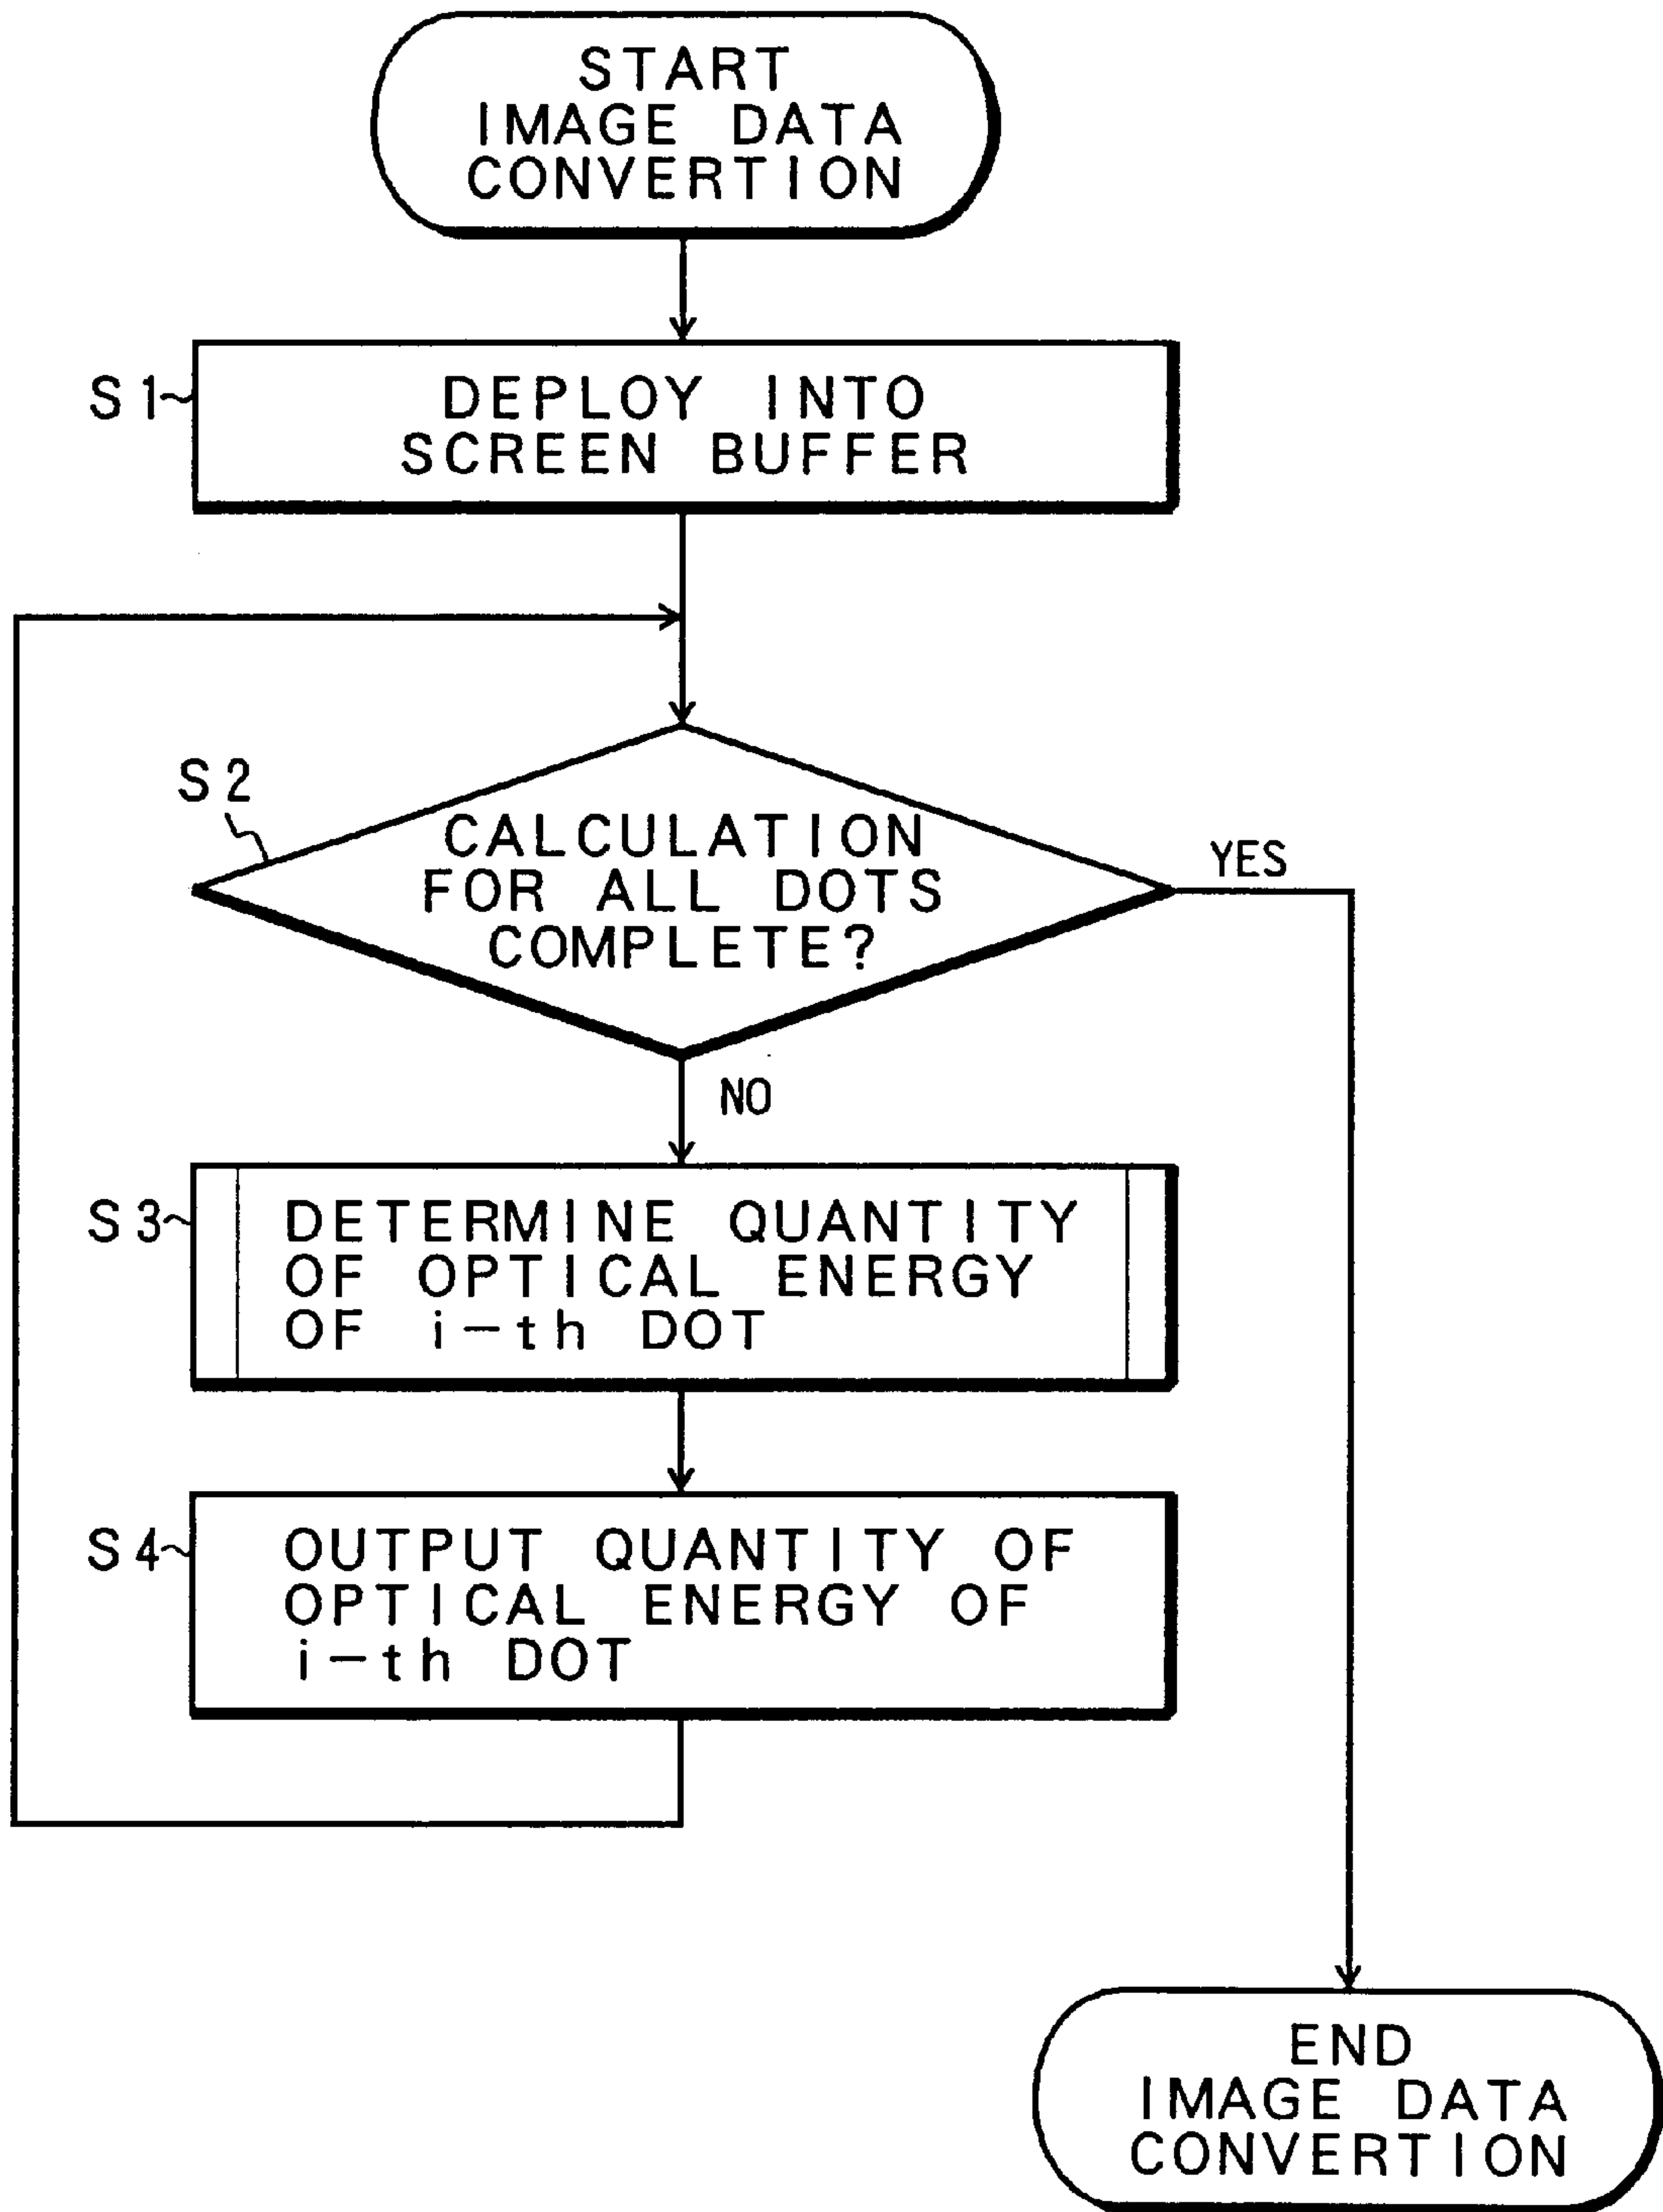 START
IMAGE DATA
CONVERTION
S1
DEPLOY INTO
SCREEN BUFFER
S2
CALCULATION
FOR ALL DOTS
COMPLETE?
YES
NO
S3
DETERMINE QUANTITY
OF OPTICAL ENERGY
OF i-th DOT
S4
OUTPUT QUANTITY OF
OPTICAL ENERGY OF
i-th DOT
END
IMAGE DATA
CONVERTION